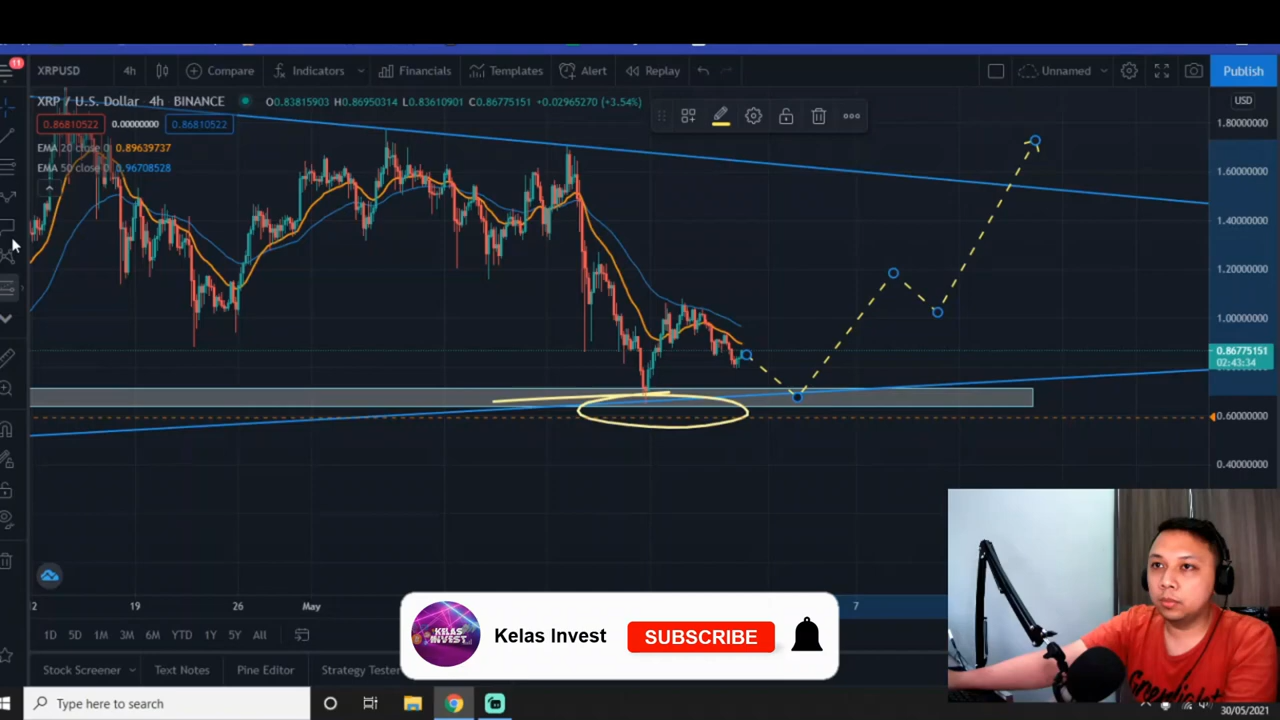 11
XRPUSD 4h Compare Indicators Financials Templates Alert Replay Unnamed Publish
XRP / U.S. Dollar 4h BINANCE O0.83815903 H0.86950314 L0.83610901 C0.86775151 +0.02965270 (+3.54%)
USD
0.86810522 0.00000000 0.86810522
EMA 20 close 0 0.89639737
EMA 50 close 0 0.96708528
1.80000000
1.60000000
1.40000000
1.20000000
1.00000000
0.86775151
02:43:34
0.60000000
0.40000000
2 19 26 May 7
1D 5D 1M 3M 6M YTD 1Y 5Y All
KELAS
INVEST
Kelas Invest SUBSCRIBE
Stock Screener Text Notes Pine Editor Strategy Tester
Type here to search
30/05/2021